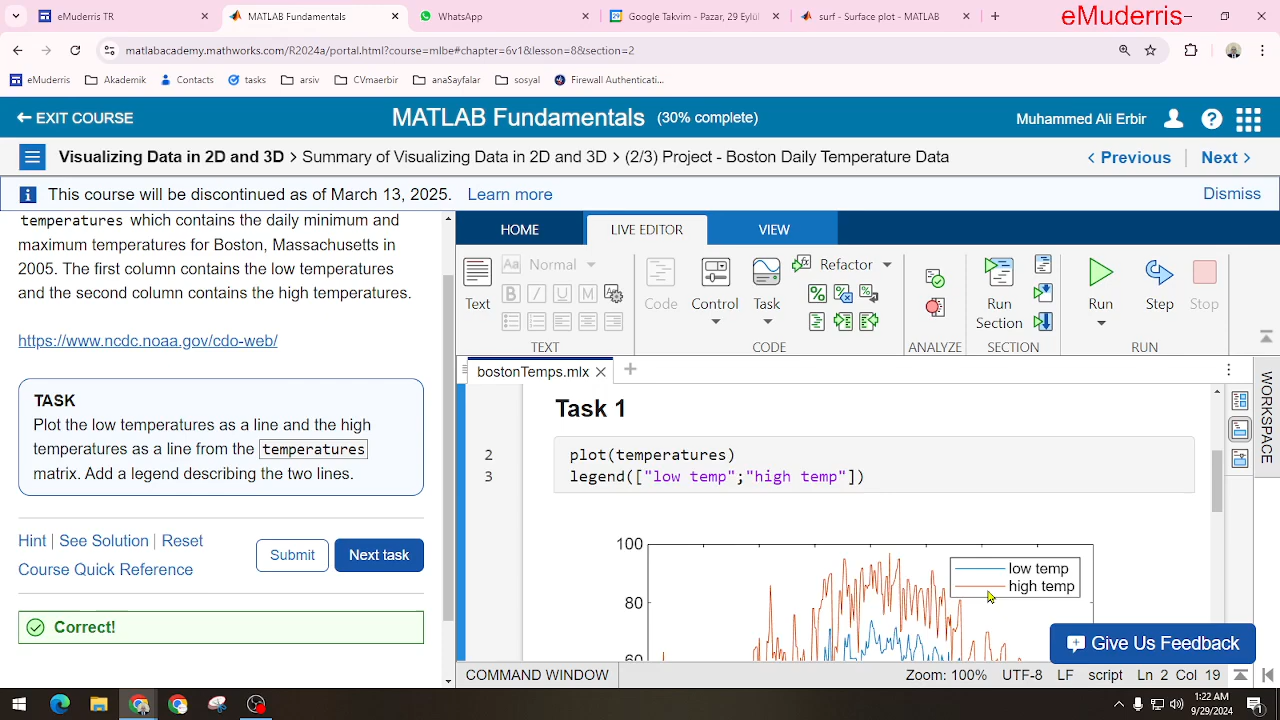 eMuderris TR
MATLAB Fundamentals
WhatsApp
Google Takvim - Pazar, 29 Eylül
surf - Surface plot - MATLAB
eMuderris
matlabacademy.mathworks.com/R2024a/portal.html?course=mlbe#chapter=6v1&lesson=8&section=2
eMuderris
Akademik
Contacts
tasks
arsiv
CVmaerbir
anaSayfalar
sosyal
Firewall Authenticati...
EXIT COURSE
MATLAB Fundamentals (30% complete)
Muhammed Ali Erbir
Visualizing Data in 2D and 3D > Summary of Visualizing Data in 2D and 3D > (2/3) Project - Boston Daily Temperature Data
< Previous
Next >
This course will be discontinued as of March 13, 2025. Learn more
Dismiss
temperatures which contains the daily minimum and
maximum temperatures for Boston, Massachusetts in
2005. The first column contains the low temperatures
and the second column contains the high temperatures.
https://www.ncdc.noaa.gov/cdo-web/
TASK
Plot the low temperatures as a line and the high
temperatures as a line from the temperatures
matrix. Add a legend describing the two lines.
Hint | See Solution | Reset
Course Quick Reference
Submit
Next task
Correct!
HOME
LIVE EDITOR
VIEW
Aa Normal
B I U M
Text
TEXT
Code
Control
Task
Refactor
CODE
ANALYZE
Run
Section
SECTION
Run
Step
Stop
RUN
bostonTemps.mlx
WORKSPACE
Task 1
2 plot(temperatures)
3 legend(["low temp";"high temp"])
100
80
60
low temp
high temp
Give Us Feedback
COMMAND WINDOW
Zoom: 100%
UTF-8
LF
script
Ln 2 Col 19
1:22 AM
9/29/2024